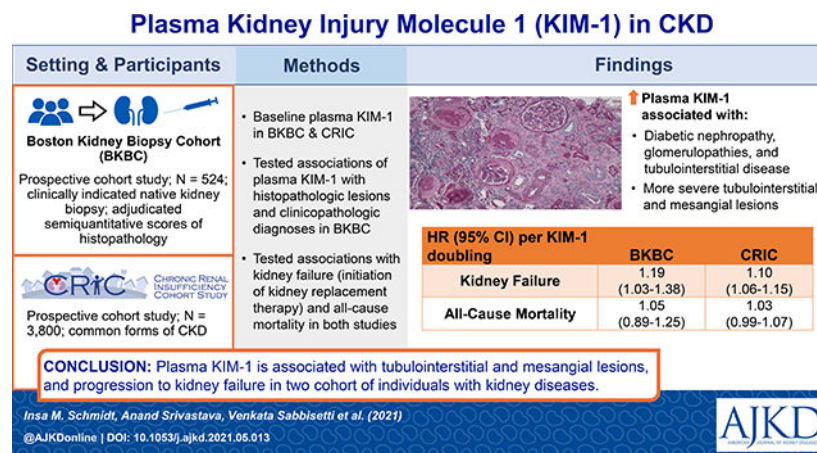 Plasma Kidney Injury Molecule 1 (KIM-1) in CKD
Setting & Participants
Boston Kidney Biopsy Cohort
(BKBC)
Prospective cohort study; N = 524;
clinically indicated native kidney
biopsy; adjudicated
semiquantitative scores of
histopathology
CRIC CHRONIC RENAL
INSUFFICIENCY
COHORT STUDY
Prospective cohort study; N =
3,800; common forms of CKD
Methods
• Baseline plasma KIM-1
in BKBC & CRIC
• Tested associations of
plasma KIM-1 with
histopathologic lesions
and clinicopathologic
diagnoses in BKBC
• Tested associations with
kidney failure (initiation
of kidney replacement
therapy) and all-cause
mortality in both studies
Findings
Plasma KIM-1
associated with:
• Diabetic nephropathy,
glomerulopathies, and
tubulointerstitial
disease
• More severe tubulointerstitial
and mesangial lesions
HR (95% CI) per KIM-1
doubling BKBC CRIC
Kidney Failure 1.19 1.10
(1.03-1.38) (1.06-1.15)
All-Cause Mortality 1.05 1.03
(0.89-1.25) (0.99-1.07)
CONCLUSION: Plasma KIM-1 is associated with tubulointerstitial and mesangial lesions,
and progression to kidney failure in two cohort of individuals with kidney diseases.
Insa M. Schmidt, Anand Srivastava, Venkata Sabbisetti et al. (2021)
@AJKDonline | DOI: 10.1053/j.ajkd.2021.05.013
AJKD